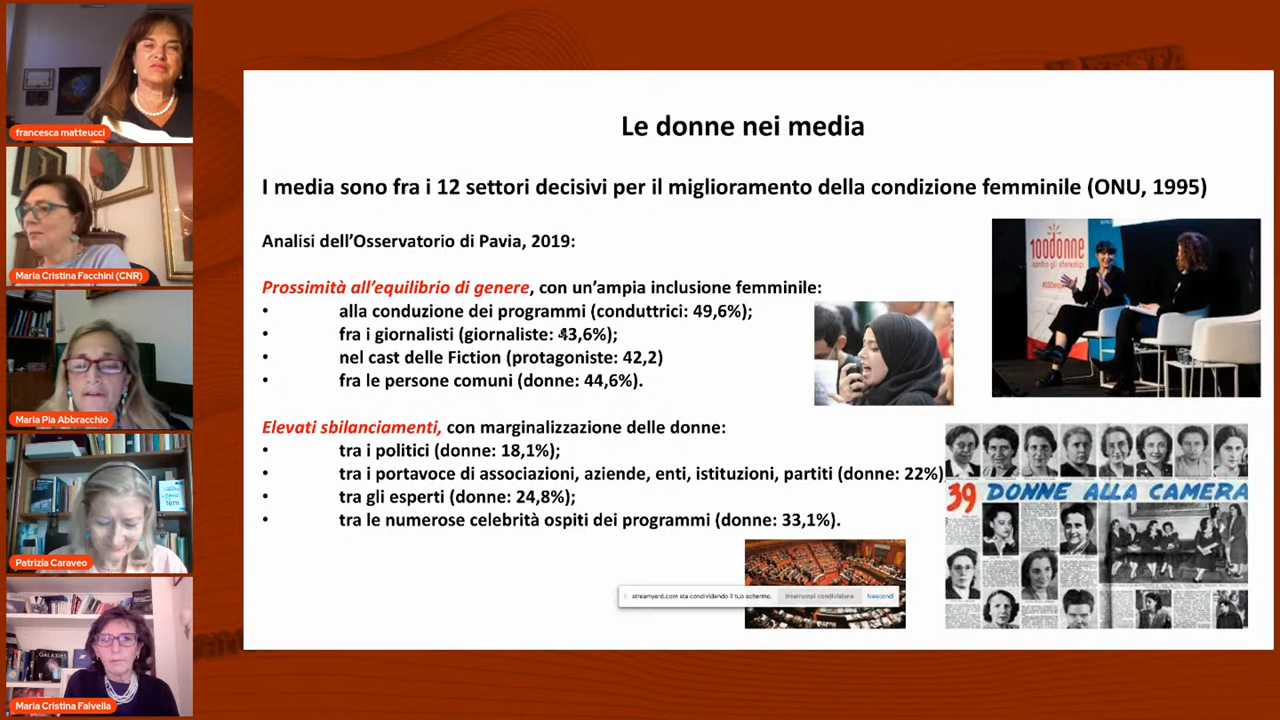 francesca matteucci
Maria Cristina Facchini (CNR)
Maria Pia Abbracchio
Patrizia Caraveo
GALAXIES
Maria Cristina Falvella
Le donne nei media
I media sono fra i 12 settori decisivi per il miglioramento della condizione femminile (ONU, 1995)
Analisi dell’Osservatorio di Pavia, 2019:
Prossimità all’equilibrio di genere, con un’ampia inclusione femminile:
• alla conduzione dei programmi (conduttrici: 49,6%);
• fra i giornalisti (giornaliste: 43,6%);
• nel cast delle Fiction (protagoniste: 42,2)
• fra le persone comuni (donne: 44,6%).
Elevati sbilanciamenti, con marginalizzazione delle donne:
• tra i politici (donne: 18,1%);
• tra i portavoce di associazioni, aziende, enti, istituzioni, partiti (donne: 22%)
• tra gli esperti (donne: 24,8%);
• tra le numerose celebrità ospiti dei programmi (donne: 33,1%).
100donne
contro gli stereotipi
39 DONNE ALLA CAMERA
streamyard.com sta condividendo il tuo schermo. Interrompi condivisione Nascondi